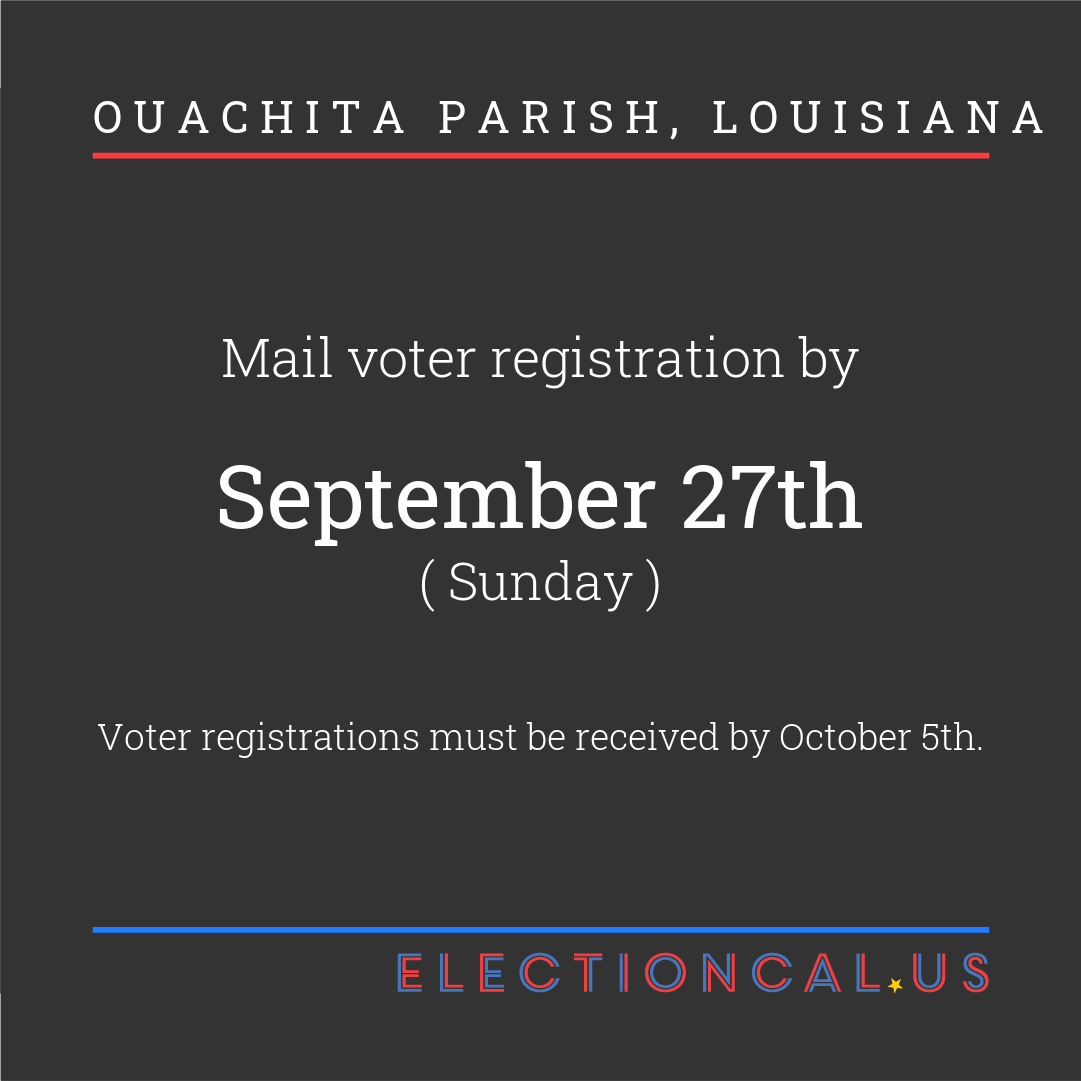 OUACHITA PARISH, LOUISIANA
Mail voter registration by
September 27th
( Sunday )
Voter registrations must be received by October 5th.
ELECTIONCAL.US